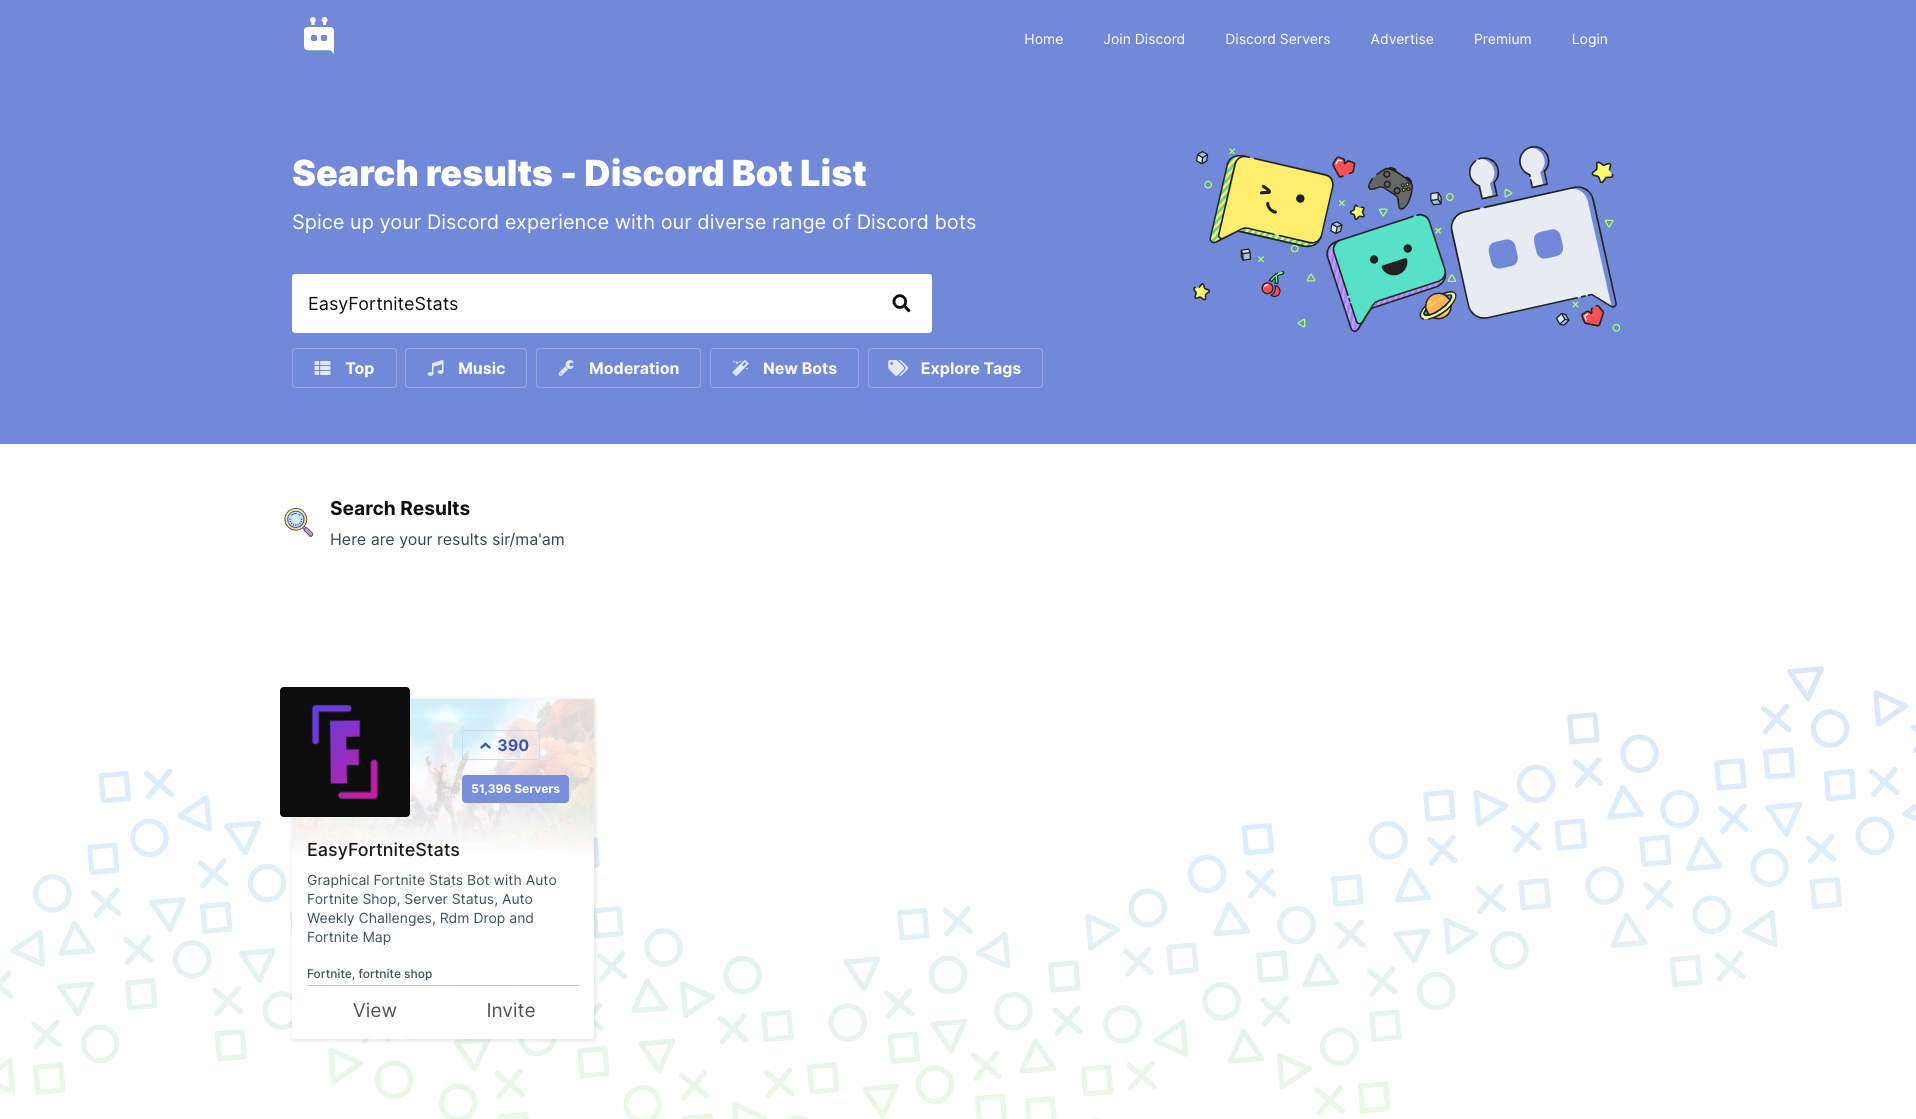 Home
Join Discord
Discord Servers
Advertise
Premium
Login
Search results - Discord Bot List
Spice up your Discord experience with our diverse range of Discord bots
EasyFortniteStats
Top
Music
Moderation
New Bots
Explore Tags
Search Results
Here are your results sir/ma'am
390
51,396 Servers
EasyFortniteStats
Graphical Fortnite Stats Bot with Auto
Fortnite Shop, Server Status, Auto
Weekly Challenges, Rdm Drop and
Fortnite Map
Fortnite, fortnite shop
View
Invite